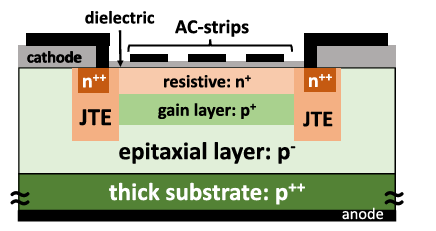 dielectric
AC-strips
cathode
n++
resistive: n+
n++
gain layer: p+
JTE
JTE
epitaxial layer: p-
thick substrate: p++
anode